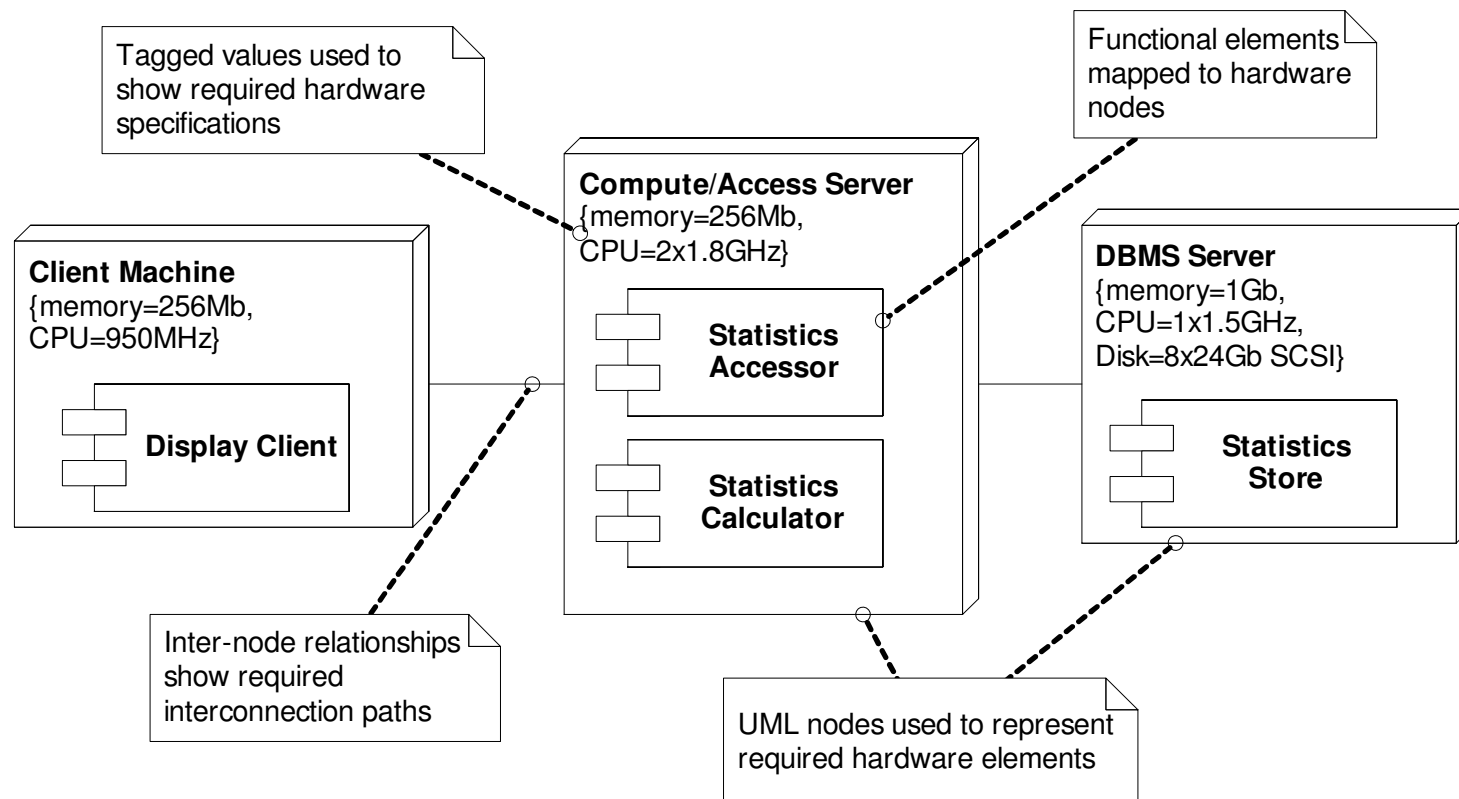 Tagged values used to
show required hardware
specifications
Functional elements
mapped to hardware
nodes
Client Machine
{memory=256Mb,
CPU=950MHz}
Display Client
Compute/Access Server
{memory=256Mb,
CPU=2x1.8GHz}
Statistics
Accessor
Statistics
Calculator
DBMS Server
{memory=1Gb,
CPU=1x1.5GHz,
Disk=8x24Gb SCSI}
Statistics
Store
Inter-node relationships
show required
interconnection paths
UML nodes used to represent
required hardware elements